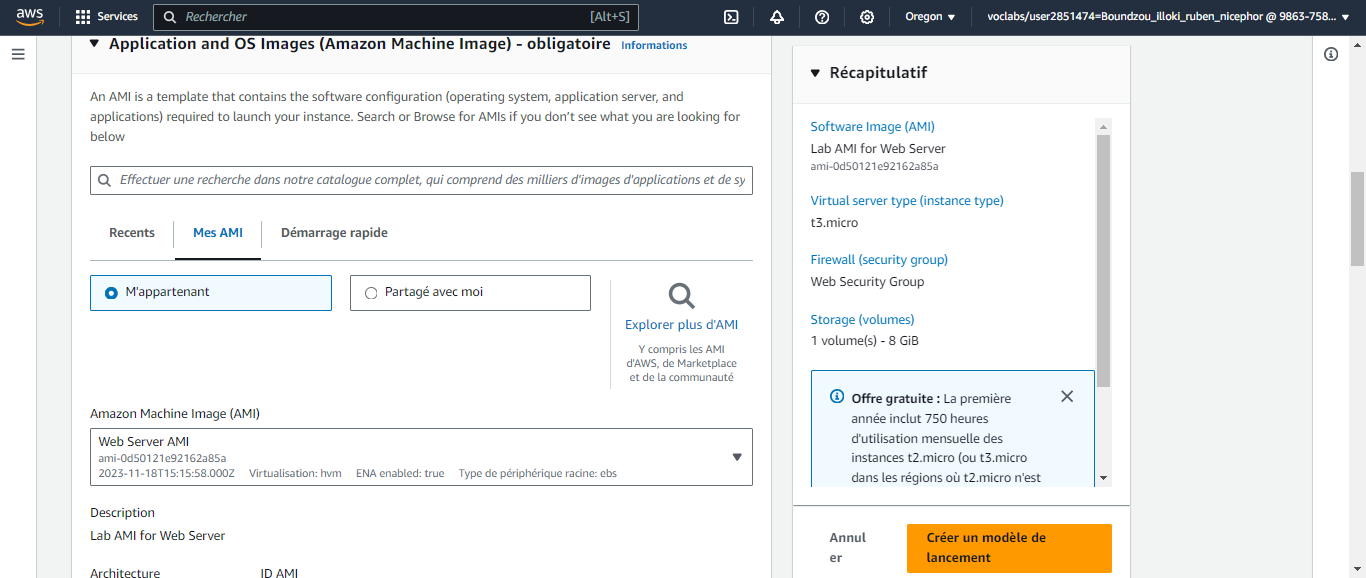 aws
Services
Rechercher
[Alt+S]
Oregon
voclabs/user2851474=Boundzou_illoki_ruben_nicephor @ 9863-758...
Application and OS Images (Amazon Machine Image) - obligatoire
Informations
An AMI is a template that contains the software configuration (operating system, application server, and
applications) required to launch your instance. Search or Browse for AMIs if you don't see what you are looking for
below
Effectuer une recherche dans notre catalogue complet, qui comprend des milliers d'images d'applications et de sy
Recents
Mes AMI
Démarrage rapide
M'appartenant
Partagé avec moi
Explorer plus d'AMI
Y compris les AMI
d'AWS, de Marketplace
et de la communauté
Amazon Machine Image (AMI)
Web Server AMI
ami-0d50121e92162a85a
2023-11-18T15:15:58.000Z Virtualisation: hvm ENA enabled: true Type de périphérique racine: ebs
Description
Lab AMI for Web Server
Architecture
ID AMI
Récapitulatif
Software Image (AMI)
Lab AMI for Web Server
ami-0d50121e92162a85a
Virtual server type (instance type)
t3.micro
Firewall (security group)
Web Security Group
Storage (volumes)
1 volume(s) - 8 GiB
Offre gratuite : La première
année inclut 750 heures
d'utilisation mensuelle des
instances t2.micro (ou t3.micro
dans les régions où t2.micro n'est
Annul
er
Créer un modèle de
lancement